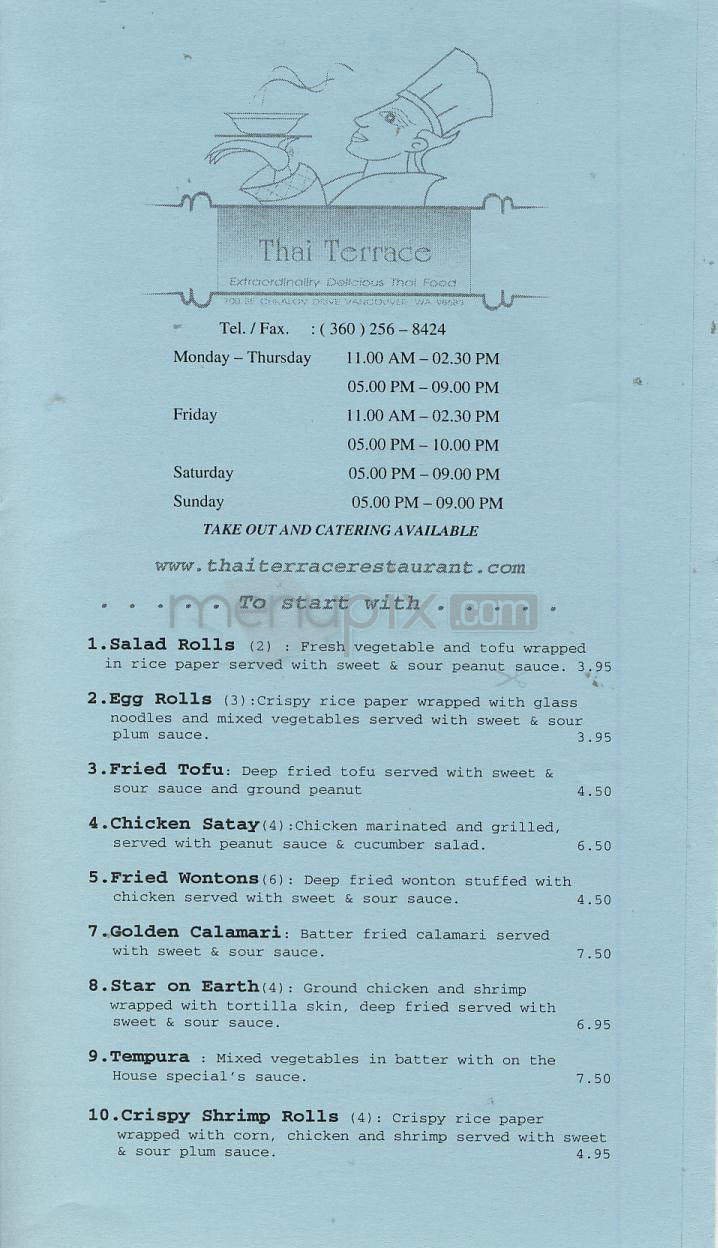 Thai Terrace
Extraordinailry Delicious Thai Food
VANCOUVER WA
Tel. / Fax. : ( 360 ) 256 – 8424
Monday – Thursday 11.00 AM – 02.30 PM
05.00 PM – 09.00 PM
Friday 11.00 AM – 02.30 PM
05.00 PM – 10.00 PM
Saturday 05.00 PM – 09.00 PM
Sunday 05.00 PM – 09.00 PM
TAKE OUT AND CATERING AVAILABLE
www.thaiterracerestaurant.com
. . . . . To start with . . . . .
menupix.com
1.Salad Rolls (2) : Fresh vegetable and tofu wrapped
in rice paper served with sweet & sour peanut sauce. 3.95
2.Egg Rolls (3):Crispy rice paper wrapped with glass
noodles and mixed vegetables served with sweet & sour
plum sauce. 3.95
3.Fried Tofu: Deep fried tofu served with sweet &
sour sauce and ground peanut 4.50
4.Chicken Satay(4):Chicken marinated and grilled,
served with peanut sauce & cucumber salad. 6.50
5.Fried Wontons(6): Deep fried wonton stuffed with
chicken served with sweet & sour sauce. 4.50
7.Golden Calamari: Batter fried calamari served
with sweet & sour sauce. 7.50
8.Star on Earth(4): Ground chicken and shrimp
wrapped with tortilla skin, deep fried served with
sweet & sour sauce. 6.95
9.Tempura : Mixed vegetables in batter with on the
House special's sauce. 7.50
10.Crispy Shrimp Rolls (4): Crispy rice paper
wrapped with corn, chicken and shrimp served with sweet
& sour plum sauce. 4.95